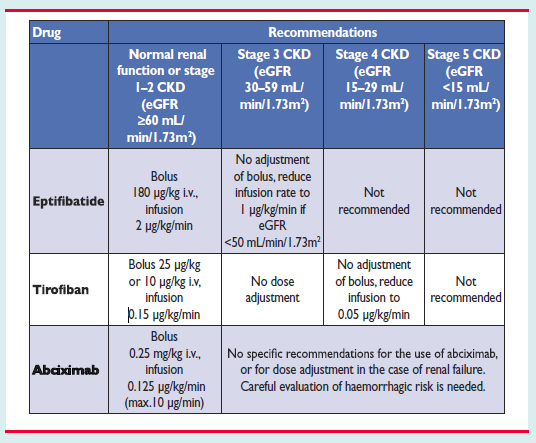 Drug
Recommendations
Normal renal
function or stage
1–2 CKD
(eGFR
≥60 mL/
min/1.73m²)
Stage 3 CKD
(eGFR
30–59 mL/
min/1.73m²)
Stage 4 CKD
(eGFR
15–29 mL/
min/1.73m²)
Stage 5 CKD
(eGFR
<15 mL/
min/1.73m²)
Eptifibatide
Bolus
180 µg/kg i.v.,
infusion
2 µg/kg/min
No adjustment
of bolus, reduce
infusion rate to
1 µg/kg/min if
eGFR
<50 mL/min/1.73m²
Not
recommended
Not
recommended
Tirofiban
Bolus 25 µg/kg
or 10 µg/kg i.v,
infusion
0.15 µg/kg/min
No dose
adjustment
No adjustment
of bolus, reduce
infusion to
0.05 µg/kg/min
Not
recommended
Abciximab
Bolus
0.25 mg/kg i.v.,
infusion
0.125 µg/kg/min
(max.10 µg/min)
No specific recommendations for the use of abciximab,
or for dose adjustment in the case of renal failure.
Careful evaluation of haemorrhagic risk is needed.